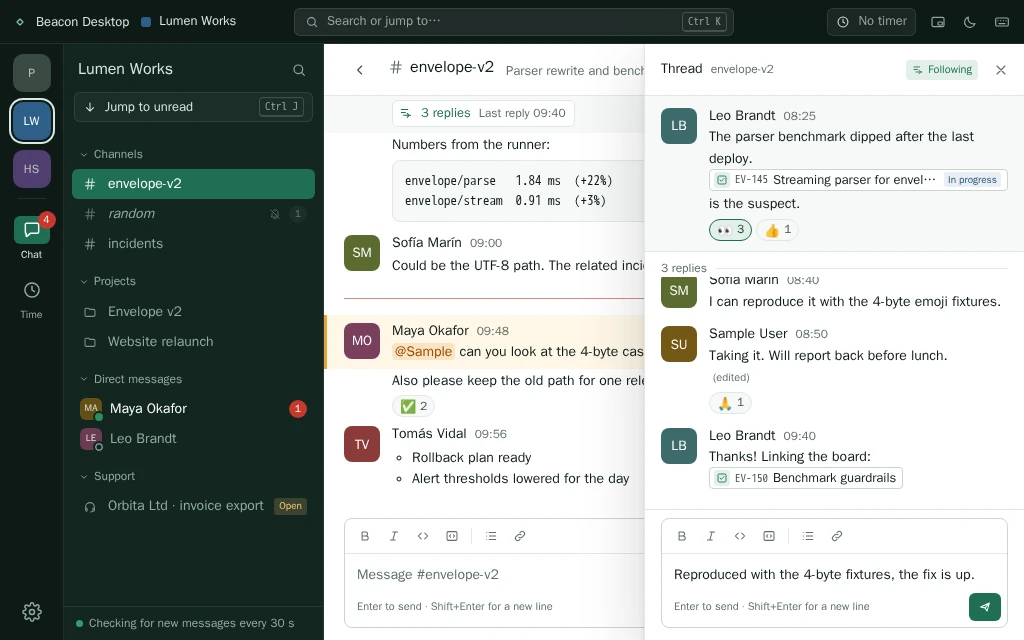 Beacon Desktop
Lumen Works
Search or jump to···
Ctrl K
No timer
P
LW
HS
4
Chat
Time
Lumen Works
Jump to unread
Ctrl J
Channels
# envelope-v2
# random
1
# incidents
Projects
Envelope v2
Website relaunch
Direct messages
MA
Maya Okafor
1
LE
Leo Brandt
Support
Orbita Ltd · invoice export
Open
Checking for new messages every 30 s
# envelope-v2
Parser rewrite and bench
3 replies Last reply 09:40
Numbers from the runner:
envelope/parse 1.84 ms (+22%)
envelope/stream 0.91 ms (+3%)
SM
Sofía Marín 09:00
Could be the UTF-8 path. The related inci
MO
Maya Okafor 09:48
@Sample can you look at the 4-byte cas
Also please keep the old path for one rele
✅ 2
TV
Tomás Vidal 09:56
Rollback plan ready
Alert thresholds lowered for the day
B I
Message #envelope-v2
Enter to send · Shift+Enter for a new line
Thread envelope-v2
Following
LB
Leo Brandt 08:25
The parser benchmark dipped after the last
deploy.
EV-145 Streaming parser for envel··· In progress
is the suspect.
👀 3
👍 1
3 replies
SM
Sofía Marín 08:40
I can reproduce it with the 4-byte emoji fixtures.
SU
Sample User 08:50
Taking it. Will report back before lunch.
(edited)
🙏 1
LB
Leo Brandt 09:40
Thanks! Linking the board:
EV-150 Benchmark guardrails
B I
Reproduced with the 4-byte fixtures, the fix is up.
Enter to send · Shift+Enter for a new line